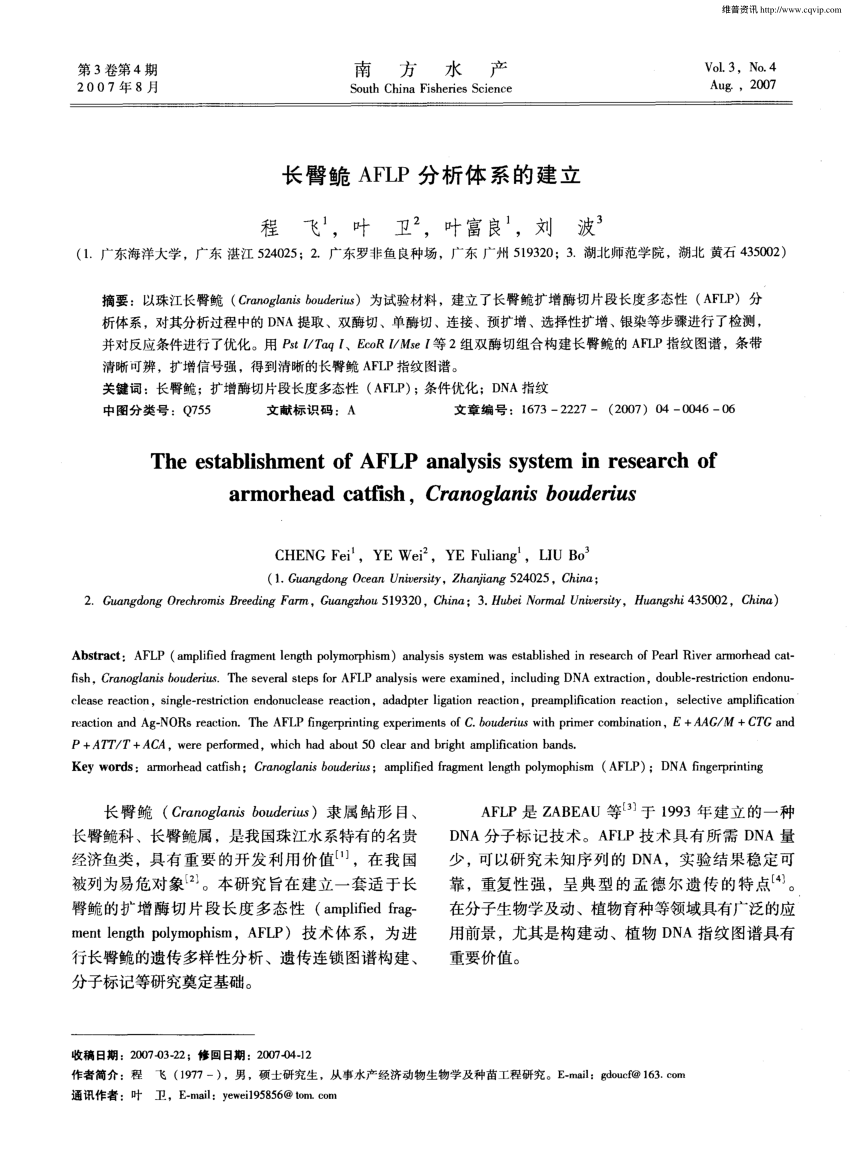 维普资讯 http://www.cqvip.com
第3卷第4期
2007年8月
南方水产
South China Fisheries Science
Vol. 3, No. 4
Aug., 2007
长臀鮠 AFLP 分析体系的建立
程 飞¹, 叶 卫², 叶富良¹, 刘 波³
(1. 广东海洋大学, 广东 湛江 524025; 2. 广东罗非鱼良种场, 广东 广州 519320; 3. 湖北师范学院, 湖北 黄石 435002)
摘要: 以珠江长臀鮠 (Cranoglanis bouderius) 为试验材料, 建立了长臀鮠扩增酶切片段长度多态性 (AFLP) 分
析体系, 对其分析过程中的 DNA 提取、双酶切、单酶切、连接、预扩增、选择性扩增、银染等步骤进行了检测,
并对反应条件进行了优化。用 Pst I/Taq I、EcoR I/Mse I 等 2 组双酶切组合构建长臀鮠的 AFLP 指纹图谱, 条带
清晰可辨, 扩增信号强, 得到清晰的长臀鮠 AFLP 指纹图谱。
关键词: 长臀鮠; 扩增酶切片段长度多态性 (AFLP); 条件优化; DNA 指纹
中图分类号: Q755 文献标识码: A 文章编号: 1673-2227-(2007) 04-0046-06
The establishment of AFLP analysis system in research of
armorhead catfish, Cranoglanis bouderius
CHENG Fei¹, YE Wei², YE Fuliang¹, LIU Bo³
(1. Guangdong Ocean University, Zhanjiang 524025, China;
2. Guangdong Orechromis Breeding Farm, Guangzhou 519320, China; 3. Hubei Normal University, Huangshi 435002, China)
Abstract: AFLP (amplified fragment length polymorphism) analysis system was established in research of Pearl River armorhead cat-
fish, Cranoglanis bouderius. The several steps for AFLP analysis were examined, including DNA extraction, double-restriction endonu-
clease reaction, single-restriction endonuclease reaction, adadpter ligation reaction, preamplification reaction, selective amplification
reaction and Ag-NORs reaction. The AFLP fingerprinting experiments of C. bouderius with primer combination, E+AAG/M+CTG and
P+ATT/T+ACA, were performed, which had about 50 clear and bright amplification bands.
Key words: armorhead catfish; Cranoglanis bouderius; amplified fragment length polymophism (AFLP); DNA fingerprinting
长臀鮠 (Cranoglanis bouderius) 隶属鲇形目、
长臀鮠科、长臀鮠属, 是我国珠江水系特有的名贵
经济鱼类, 具有重要的开发利用价值[1], 在我国
被列为易危对象[2]。本研究旨在建立一套适于长
臀鮠的扩增酶切片段长度多态性 (amplified frag-
ment length polymophism, AFLP) 技术体系, 为进
行长臀鮠的遗传多样性分析、遗传连锁图谱构建、
分子标记等研究奠定基础。
AFLP 是 ZABEAU 等[3]于 1993 年建立的一种
DNA 分子标记技术。AFLP 技术具有所需 DNA 量
少, 可以研究未知序列的 DNA, 实验结果稳定可
靠, 重复性强, 呈典型的孟德尔遗传的特点[4]。
在分子生物学及动、植物育种等领域具有广泛的应
用前景, 尤其是构建动、植物 DNA 指纹图谱具有
重要价值。
收稿日期: 2007-03-22; 修回日期: 2007-04-12
作者简介: 程 飞 (1977-), 男, 硕士研究生, 从事水产经济动物生物学及种苗工程研究。E-mail: gdoucf@163.com
通讯作者: 叶 卫, E-mail: yewei195856@tom.com